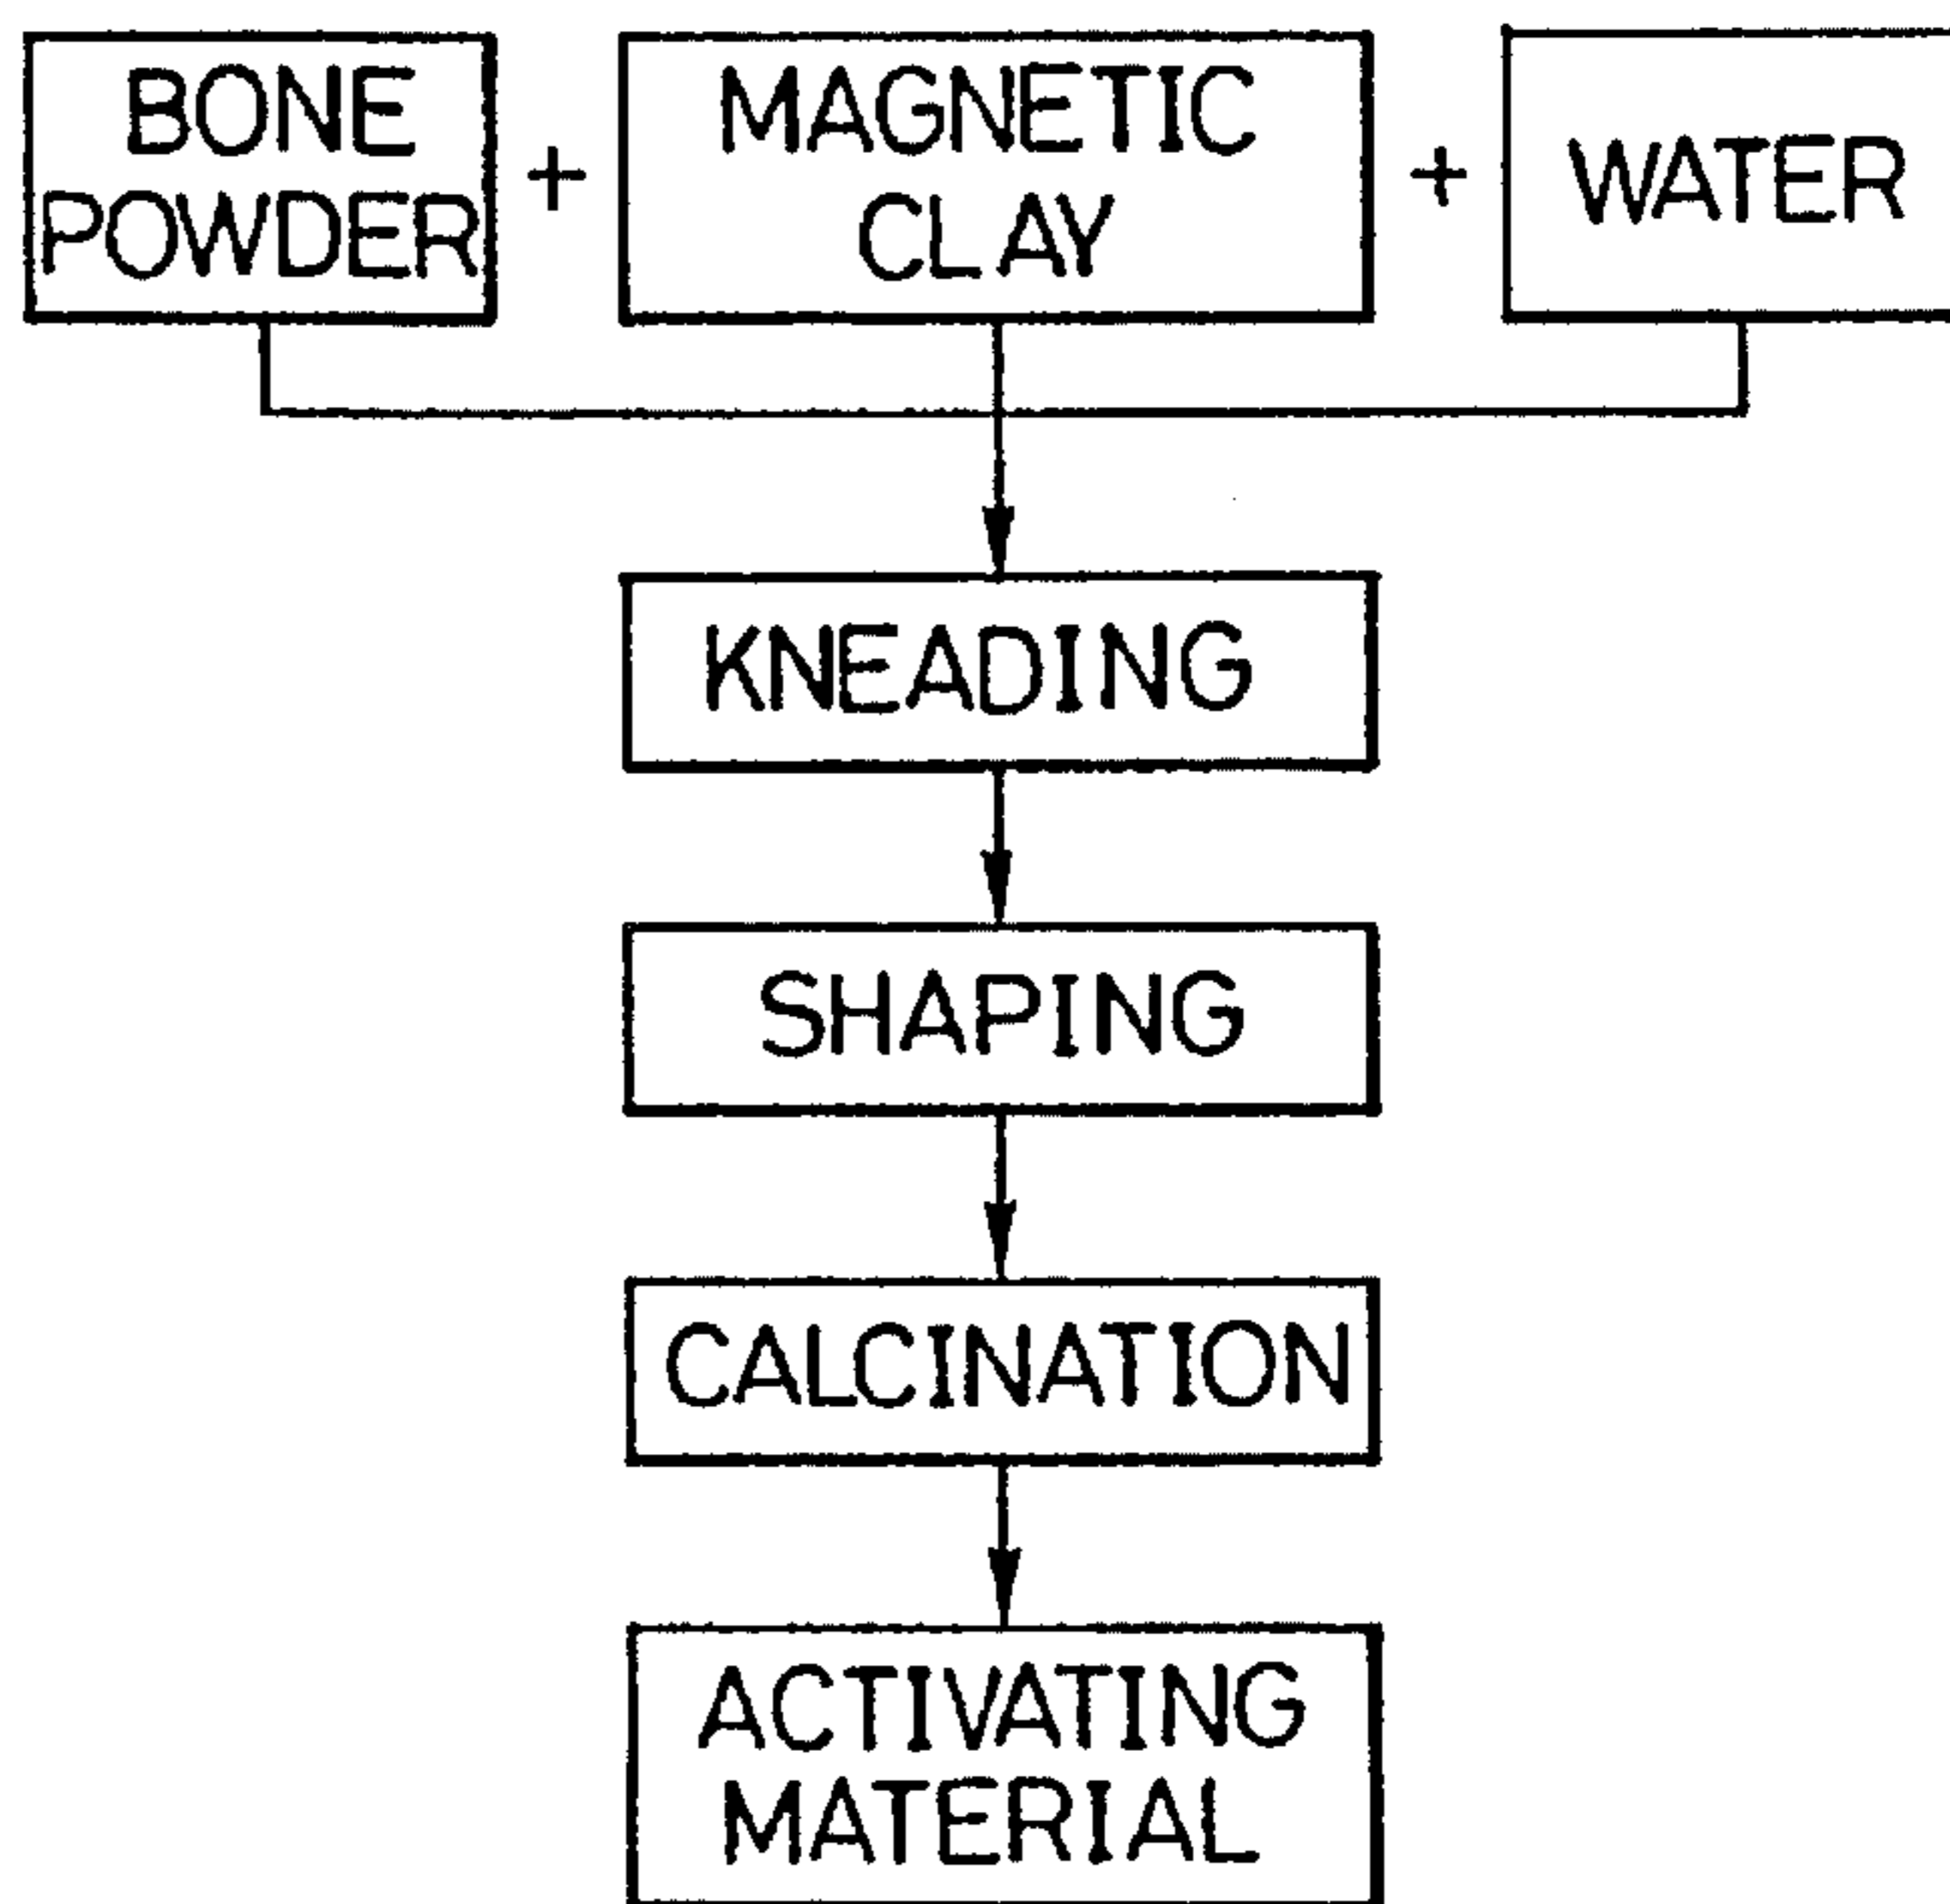 BONE
POWDER
+
MAGNETIC
CLAY
+
WATER
KNEADING
SHAPING
CALCINATION
ACTIVATING
MATERIAL